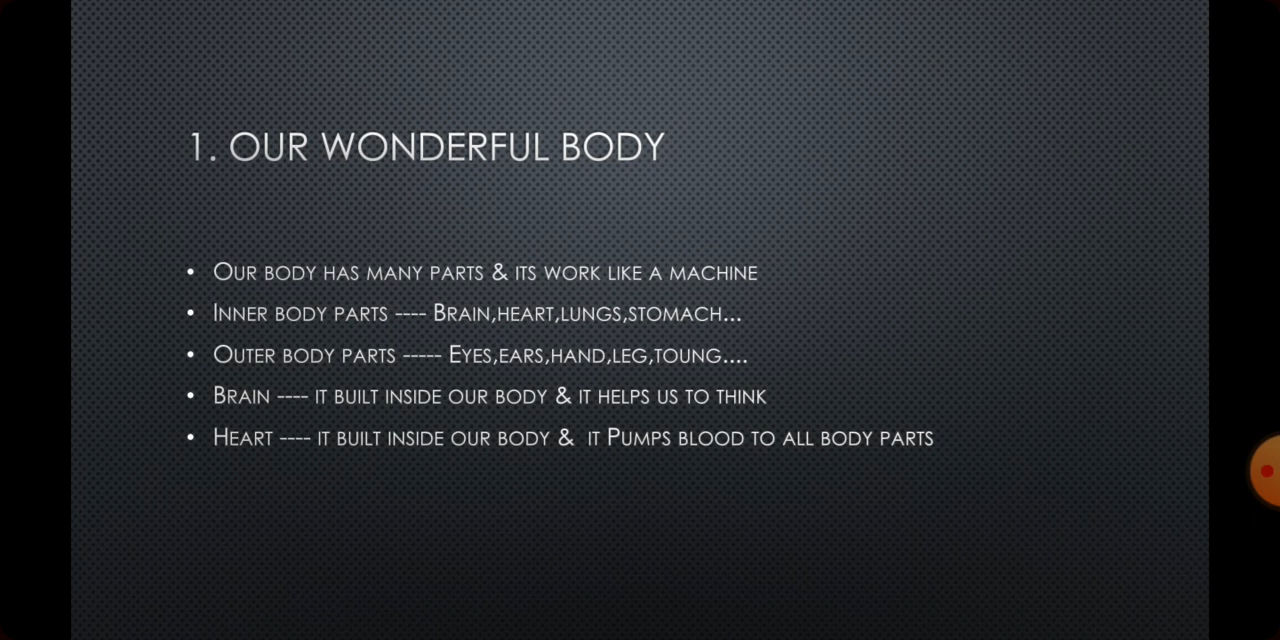 1. OUR WONDERFUL BODY
• OUR BODY HAS MANY PARTS & ITS WORK LIKE A MACHINE
• INNER BODY PARTS ---- BRAIN,HEART,LUNGS,STOMACH...
• OUTER BODY PARTS ----- EYES,EARS,HAND,LEG,TOUNG....
• BRAIN ---- IT BUILT INSIDE OUR BODY & IT HELPS US TO THINK
• HEART ---- IT BUILT INSIDE OUR BODY & IT PUMPS BLOOD TO ALL BODY PARTS